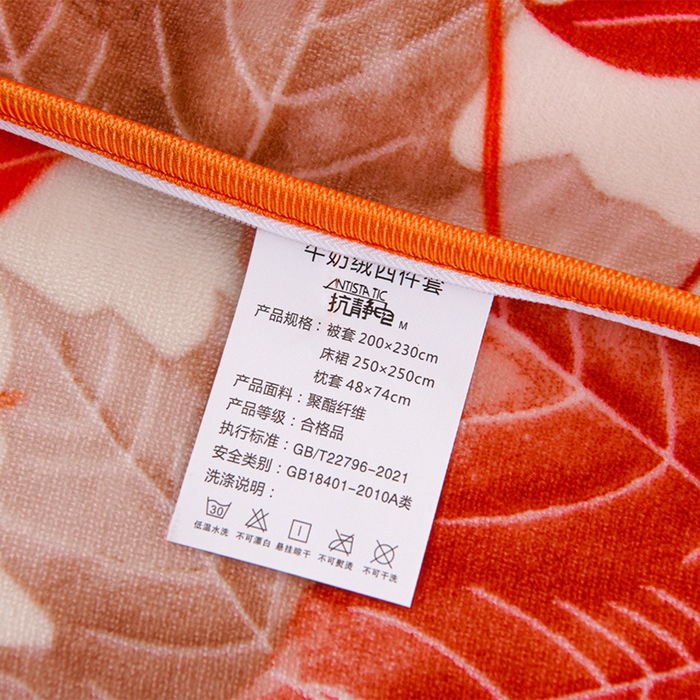 牛奶绒四件套
ANTISTATIC
抗静电 M
产品规格：被套 200×230cm
床裙 250×250cm
枕套 48×74cm
产品面料：聚酯纤维
产品等级：合格品
执行标准：GB/T22796-2021
安全类别：GB18401-2010A类
洗涤说明：
30
低温水洗 不可漂白 悬挂晾干 不可熨烫 不可干洗